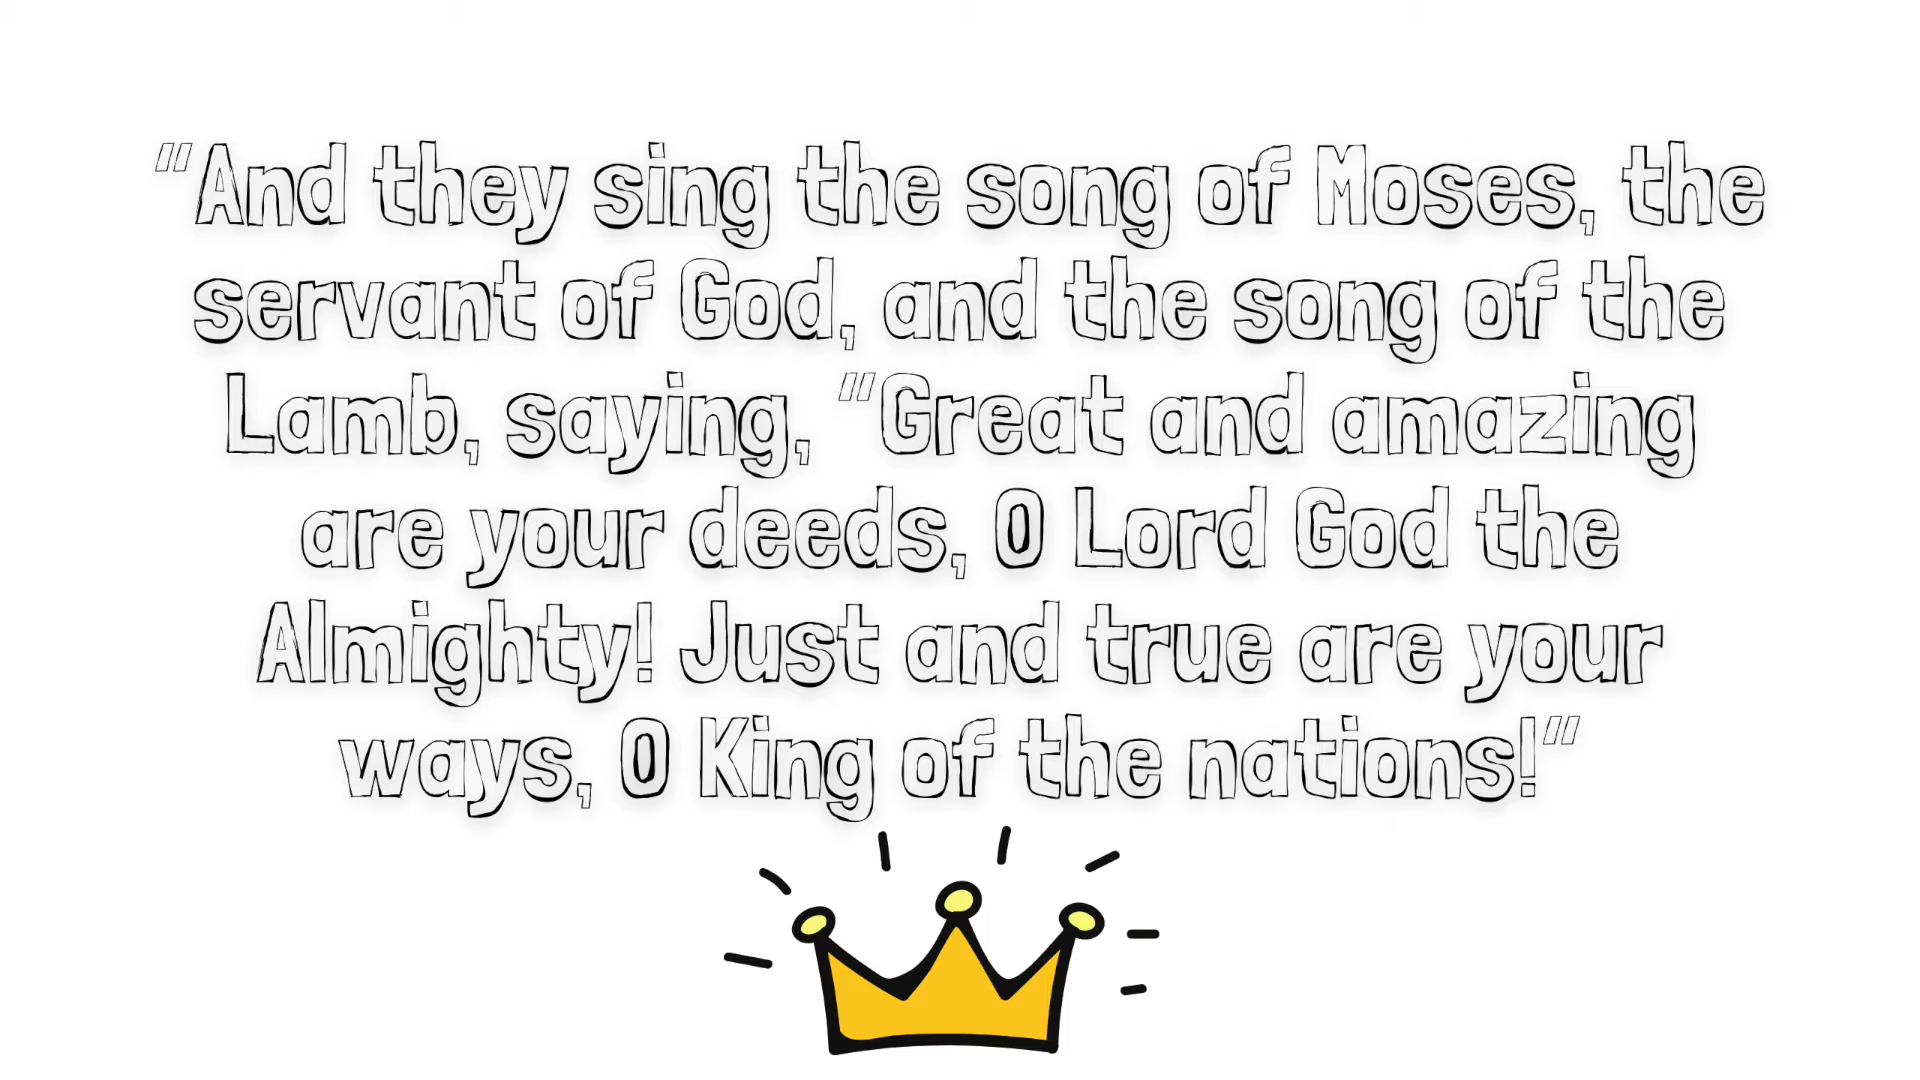 "And they sing the song of Moses, the
servant of God, and the song of the
Lamb, saying, "Great and amazing
are your deeds, O Lord God the
Almighty! Just and true are your
ways, O King of the nations!"